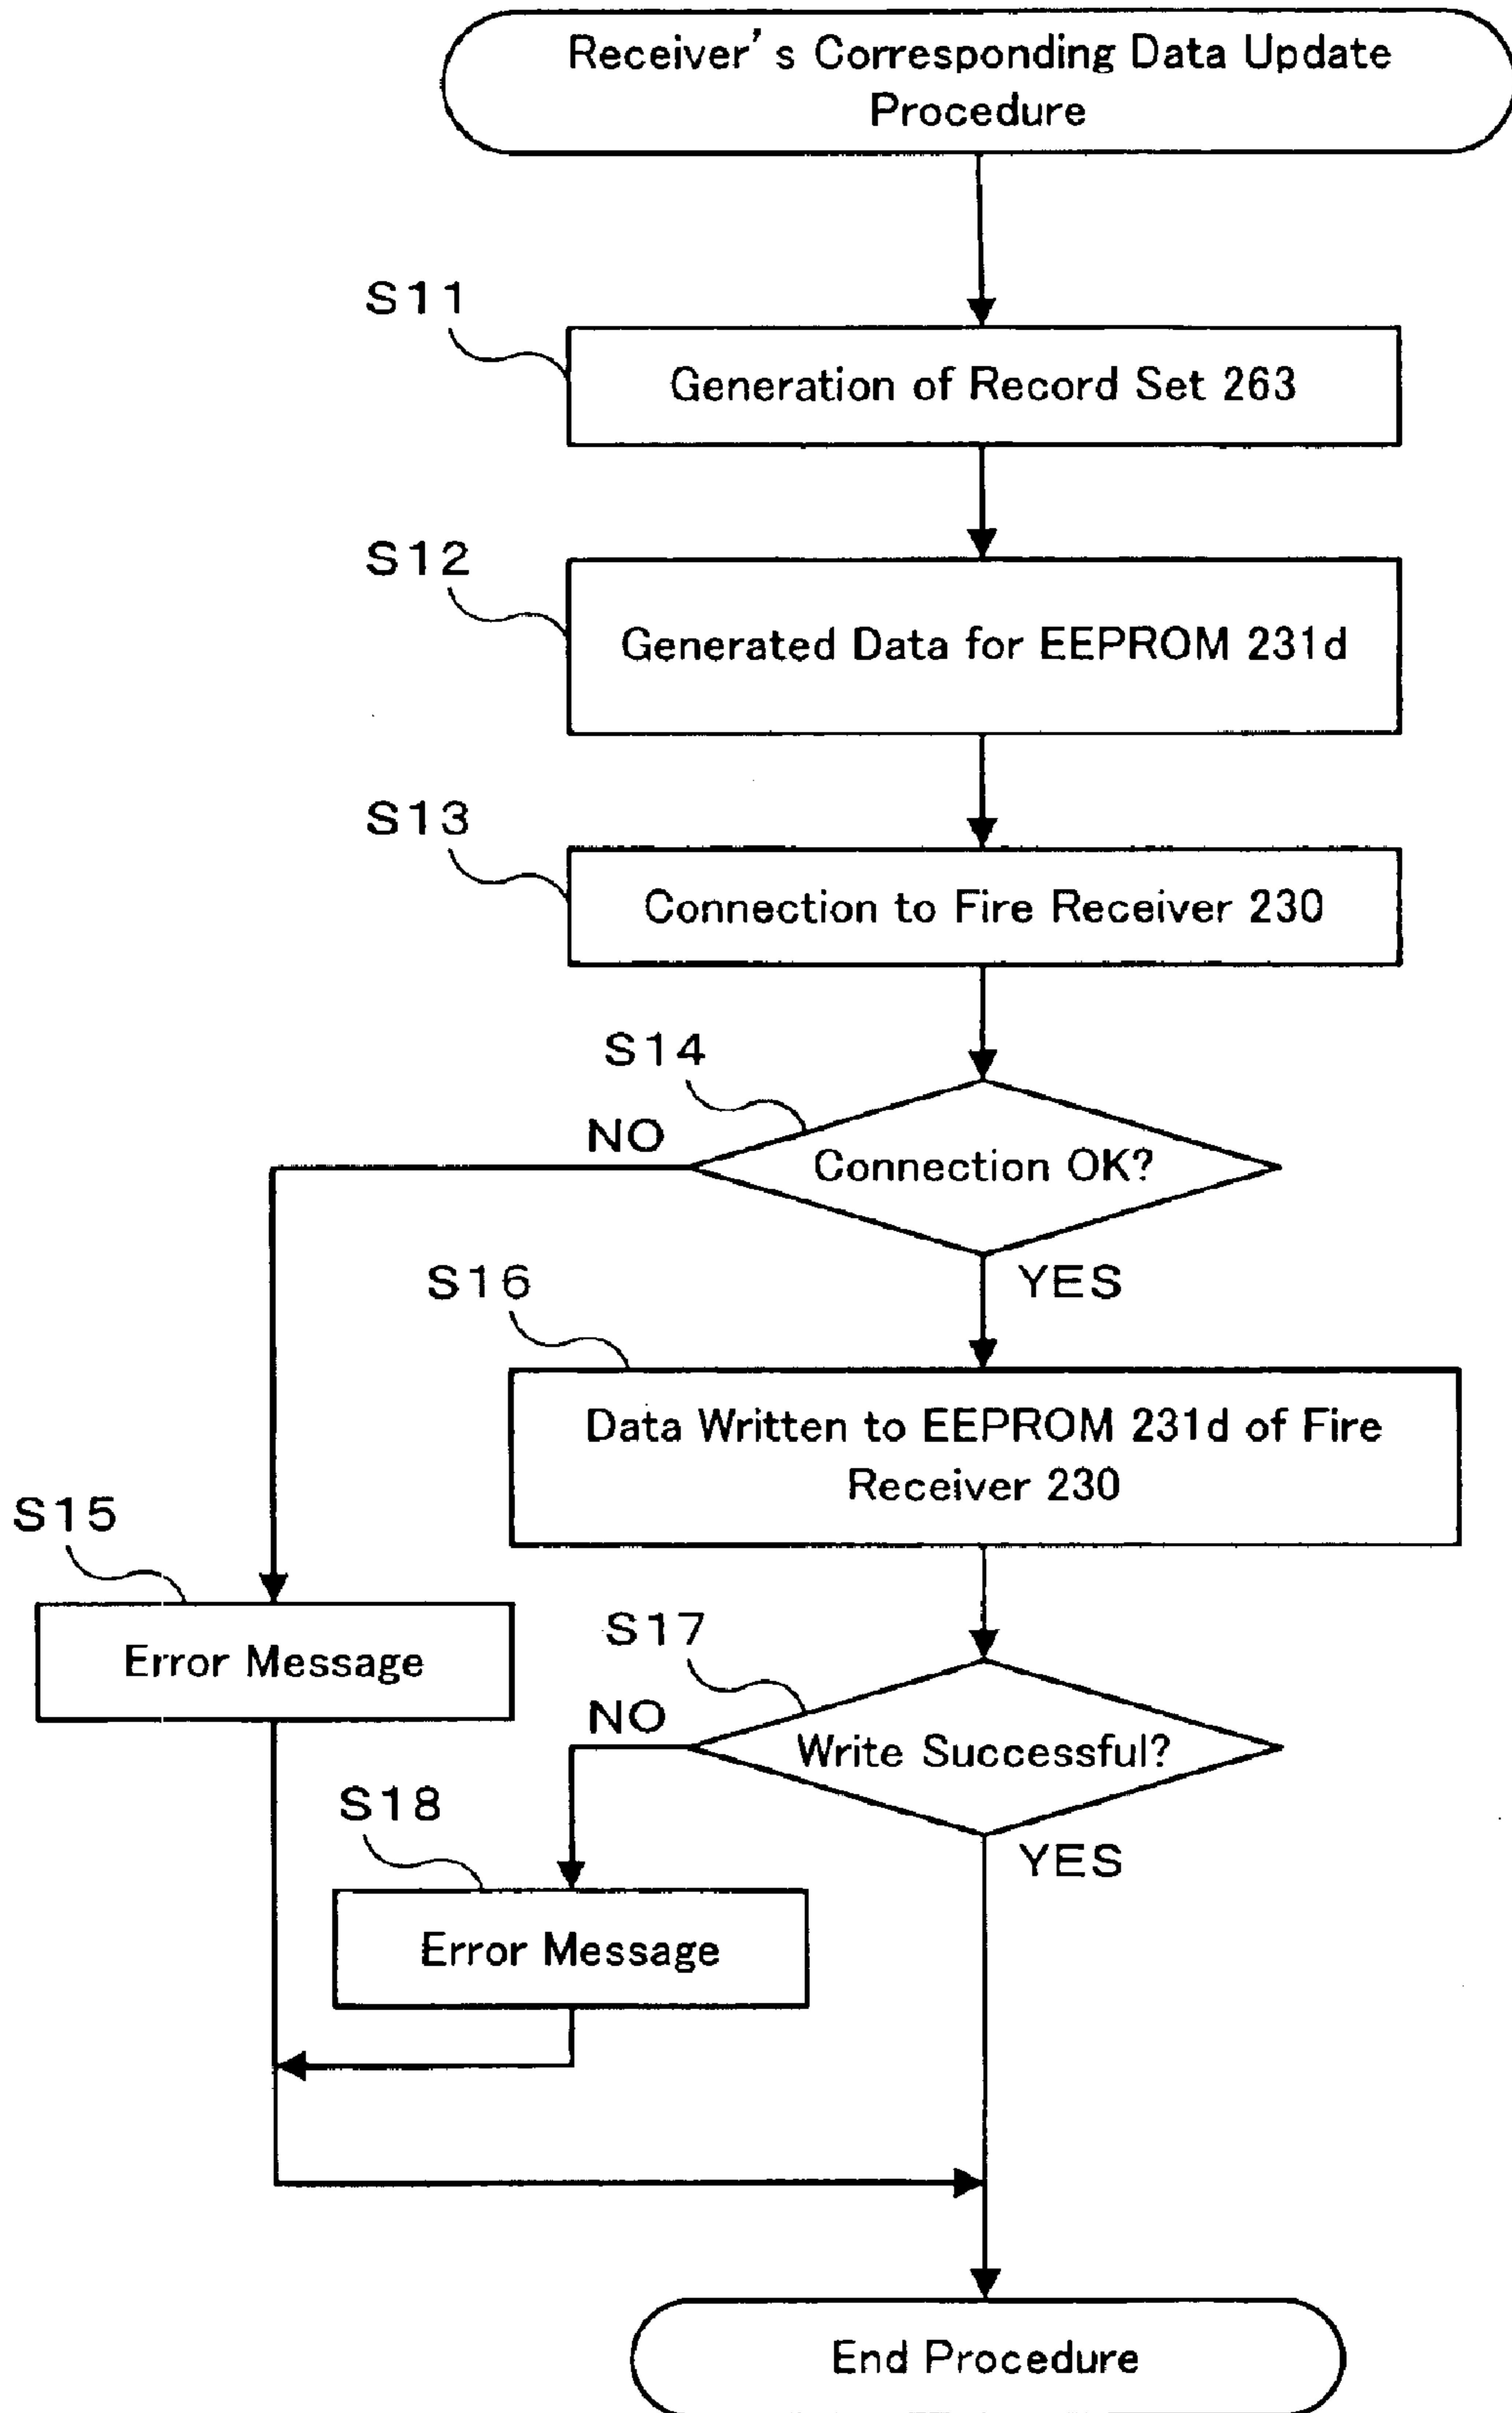 Receiver's Corresponding Data Update
Procedure
S11
Generation of Record Set 263
S12
Generated Data for EEPROM 231d
S13
Connection to Fire Receiver 230
S14
NO
Connection OK?
YES
S16
Data Written to EEPROM 231d of Fire
Receiver 230
S15
Error Message
S17
NO
Write Successful?
YES
S18
Error Message
End Procedure